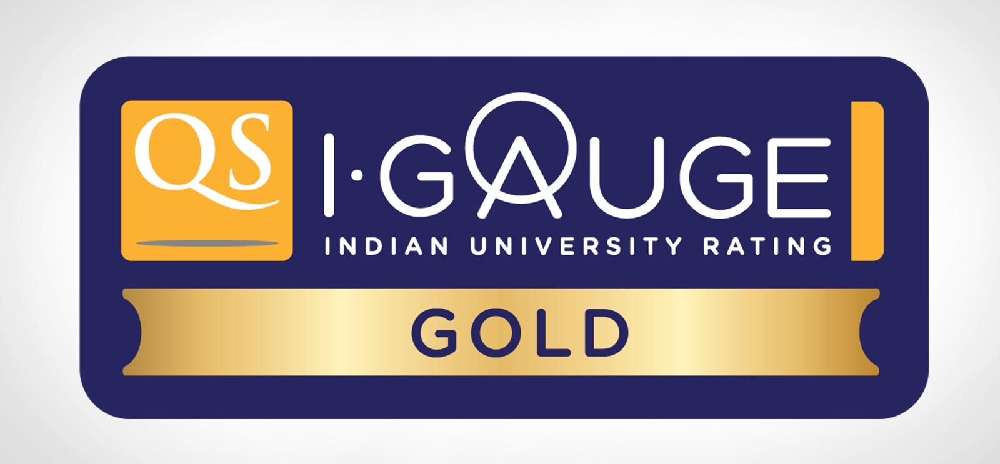 QS
I·GAUGE
INDIAN UNIVERSITY RATING
GOLD